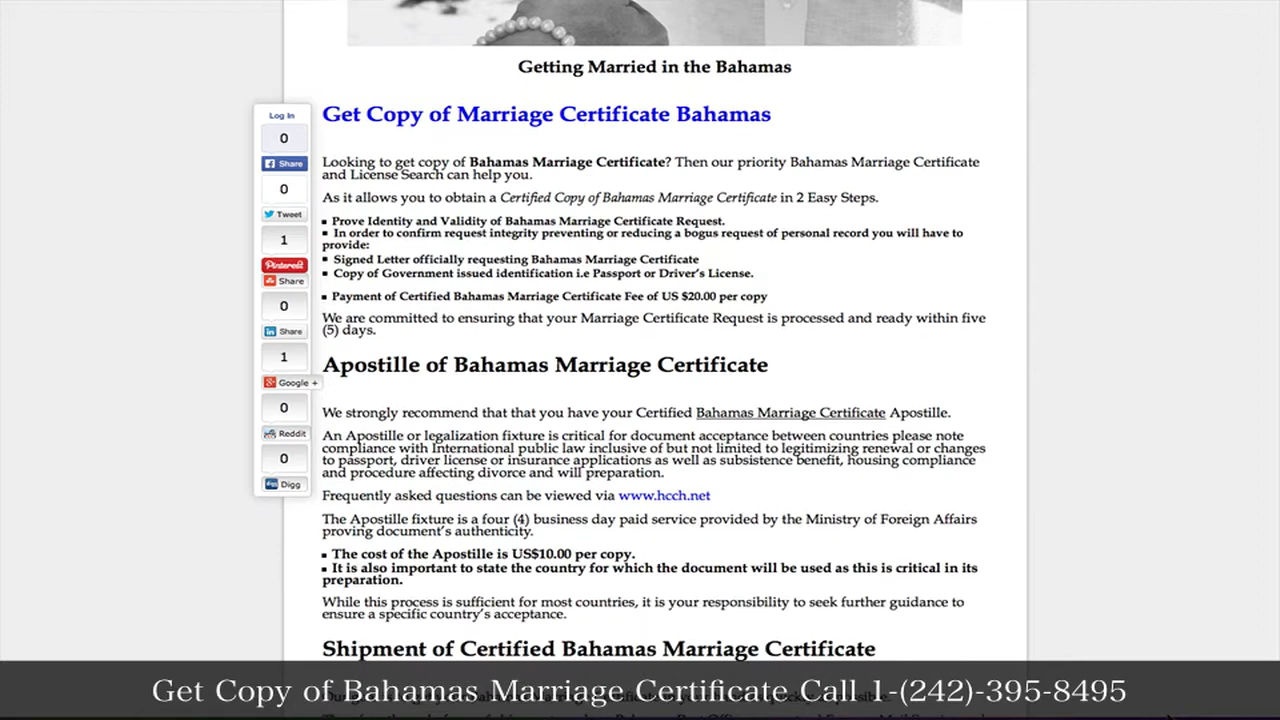 Getting Married in the Bahamas
Get Copy of Marriage Certificate Bahamas
Looking to get copy of Bahamas Marriage Certificate? Then our priority Bahamas Marriage Certificate
and License Search can help you.
As it allows you to obtain a Certified Copy of Bahamas Marriage Certificate in 2 Easy Steps.
▪ Prove Identity and Validity of Bahamas Marriage Certificate Request.
▪ In order to confirm request integrity preventing or reducing a bogus request of personal record you will have to
provide:
▪ Signed Letter officially requesting Bahamas Marriage Certificate
▪ Copy of Government issued identification i.e Passport or Driver's License.
▪ Payment of Certified Bahamas Marriage Certificate Fee of US $20.00 per copy
We are committed to ensuring that your Marriage Certificate Request is processed and ready within five
(5) days.
Apostille of Bahamas Marriage Certificate
We strongly recommend that that you have your Certified Bahamas Marriage Certificate Apostille.
An Apostille or legalization fixture is critical for document acceptance between countries please note
compliance with International public law inclusive of but not limited to legitimizing renewal or changes
to passport, driver license or insurance applications as well as subsistence benefit, housing compliance
and procedure affecting divorce and will preparation.
Frequently asked questions can be viewed via www.hcch.net
The Apostille fixture is a four (4) business day paid service provided by the Ministry of Foreign Affairs
proving document's authenticity.
▪ The cost of the Apostille is US$10.00 per copy.
▪ It is also important to state the country for which the document will be used as this is critical in its
preparation.
While this process is sufficient for most countries, it is your responsibility to seek further guidance to
ensure a specific country's acceptance.
Shipment of Certified Bahamas Marriage Certificate
Log In
0
Share
0
Tweet
1
Pinterest
Share
0
Share
1
Google +
0
Reddit
0
Digg
Get Copy of Bahamas Marriage Certificate Call 1-(242)-395-8495